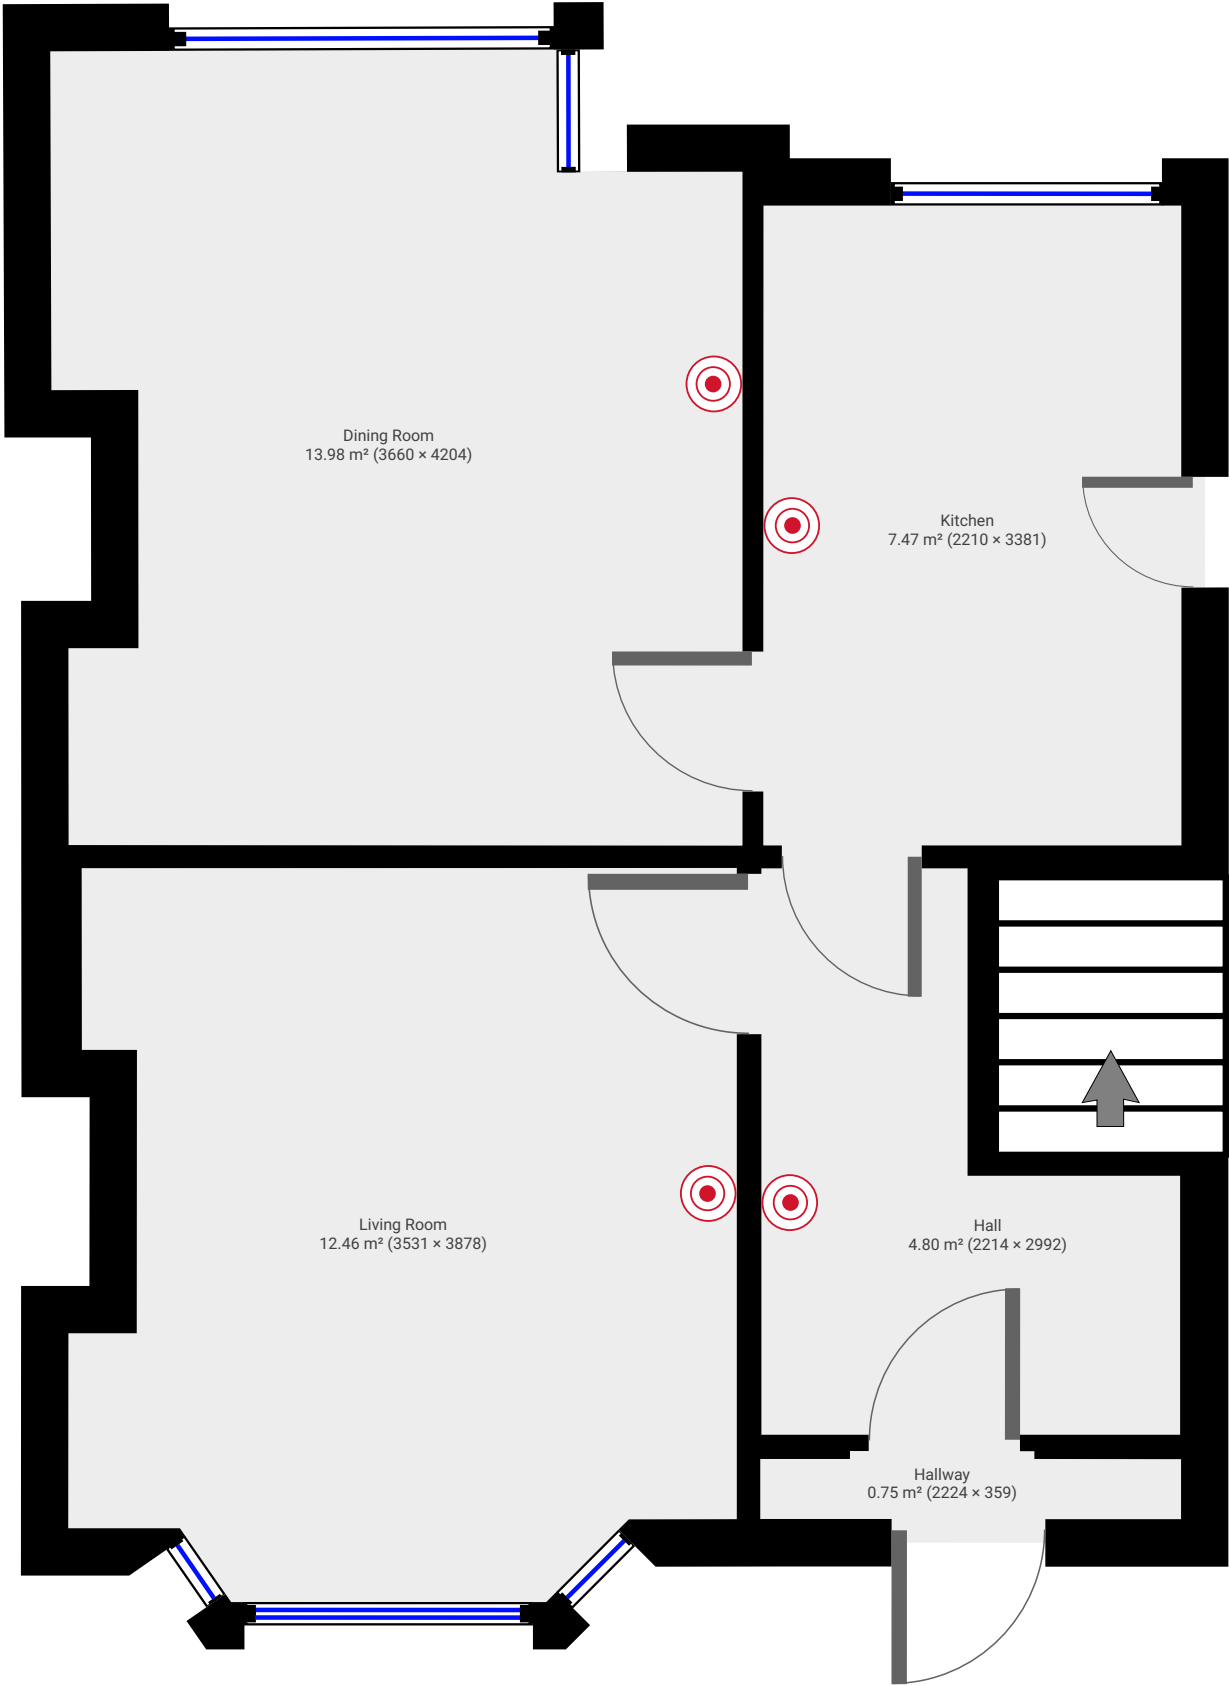 Dining Room
13.98 m² (3660 × 4204)
Kitchen
7.47 m² (2210 × 3381)
Living Room
12.46 m² (3531 × 3878)
Hall
4.80 m² (2214 × 2992)
Hallway
0.75 m² (2224 × 359)